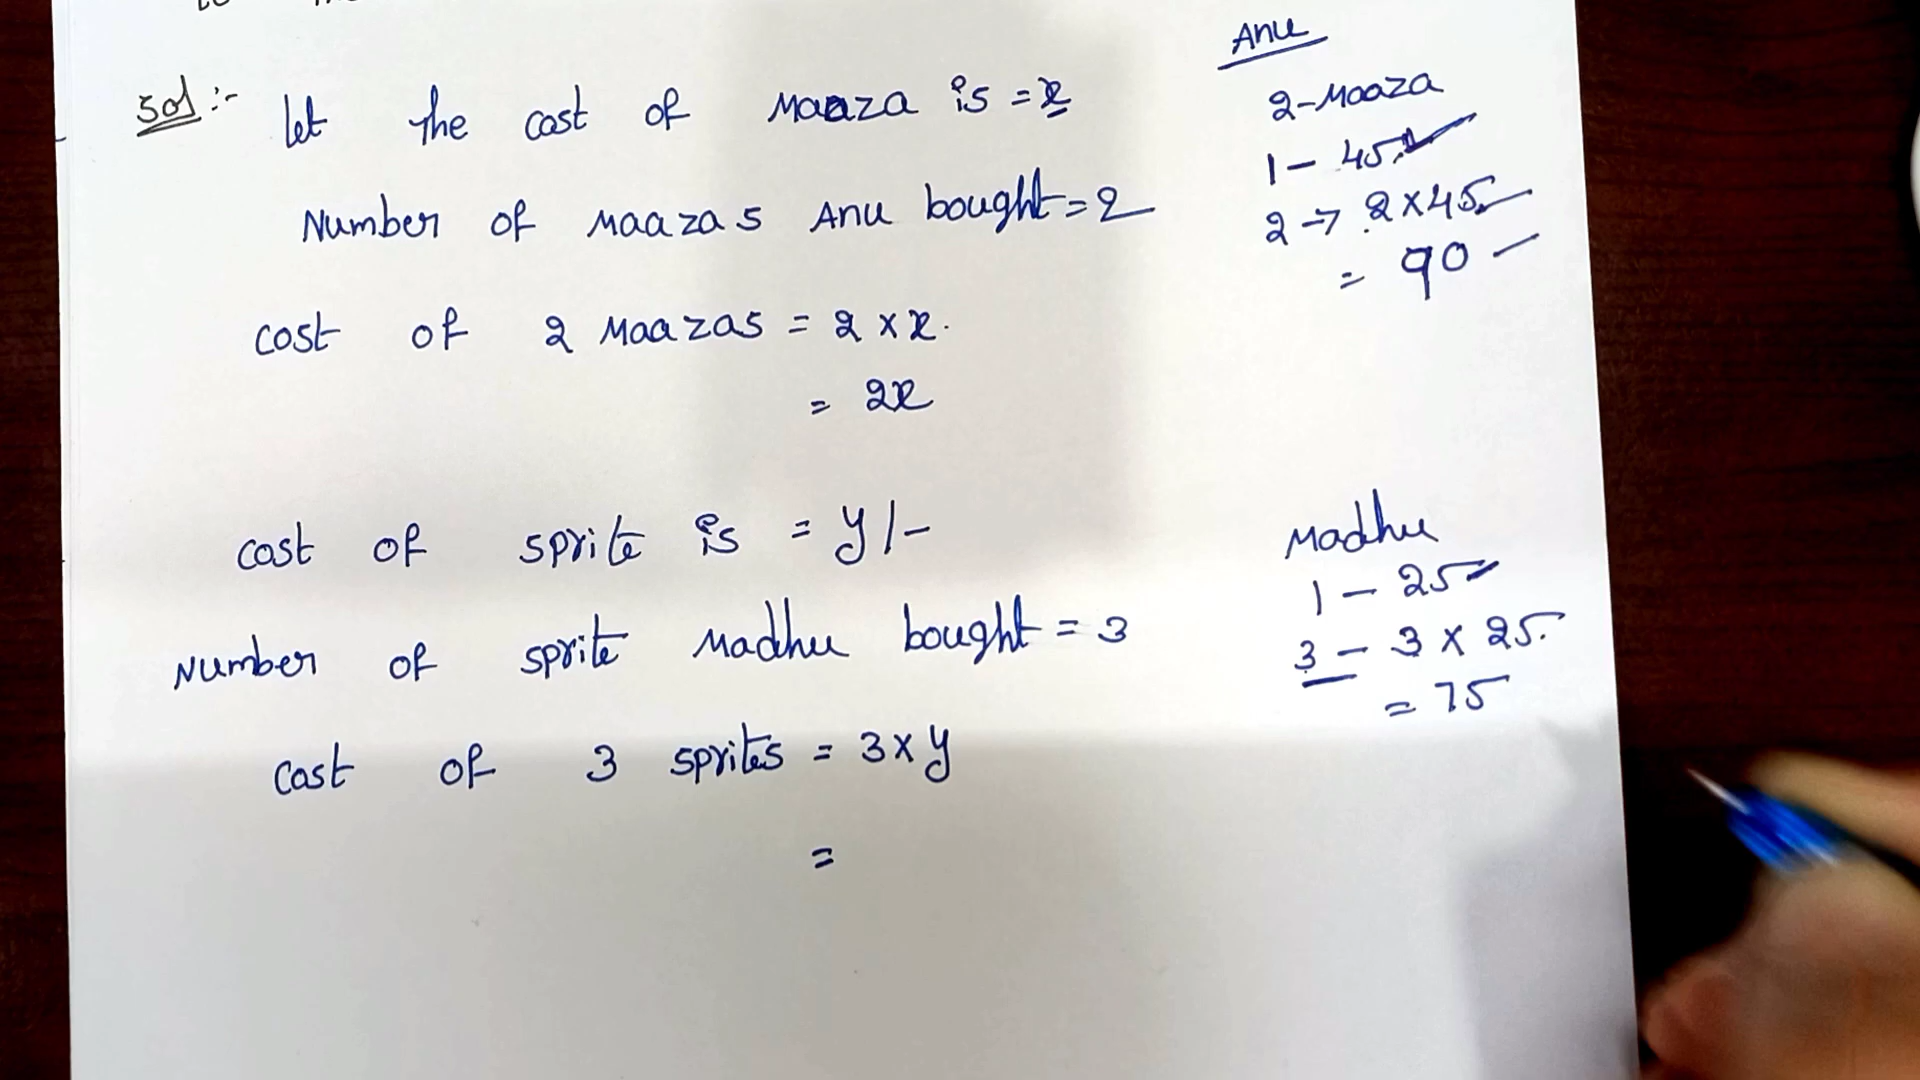 Sol :- let the cost of Maaza is = x
Number of Maazas Anu bought = 2
cost of 2 Maazas = 2 × x.
= 2x
cost of sprite is = y/-
Number of sprite Madhu bought = 3
Cost of 3 sprites = 3 x y
=
Anu
2-Maaza
1 - 45
2 → 2 x 45
= 90
Madhu
1 - 25
3 - 3 x 25.
= 75